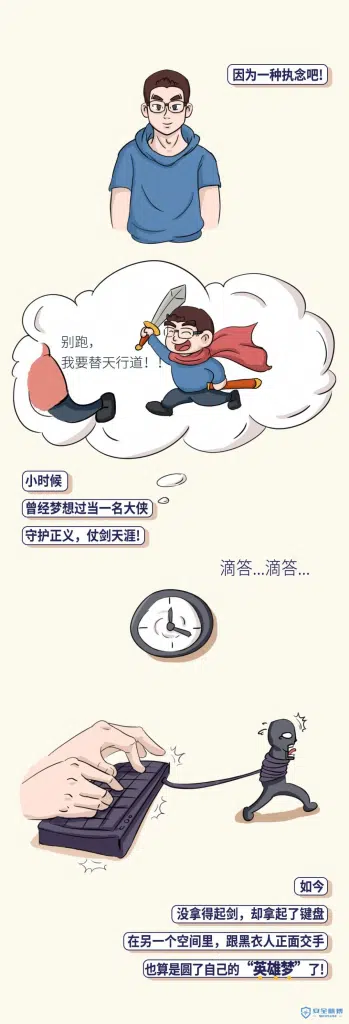 因为一种执念吧!
别跑，
我要替天行道！！
小时候
曾经梦想过当一名大侠
守护正义，仗剑天涯!
滴答...滴答...
如今
没拿得起剑，却拿起了键盘
在另一个空间里，跟黑衣人正面交手
也算是圆了自己的“英雄梦”了!